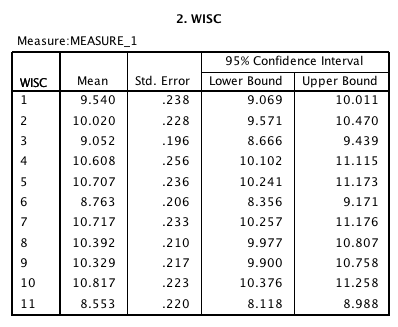 2. WISC
Measure:MEASURE_1
95% Confidence Interval
WISC Mean Std. Error Lower Bound Upper Bound
1 9.540 .238 9.069 10.011
2 10.020 .228 9.571 10.470
3 9.052 .196 8.666 9.439
4 10.608 .256 10.102 11.115
5 10.707 .236 10.241 11.173
6 8.763 .206 8.356 9.171
7 10.717 .233 10.257 11.176
8 10.392 .210 9.977 10.807
9 10.329 .217 9.900 10.758
10 10.817 .223 10.376 11.258
11 8.553 .220 8.118 8.988